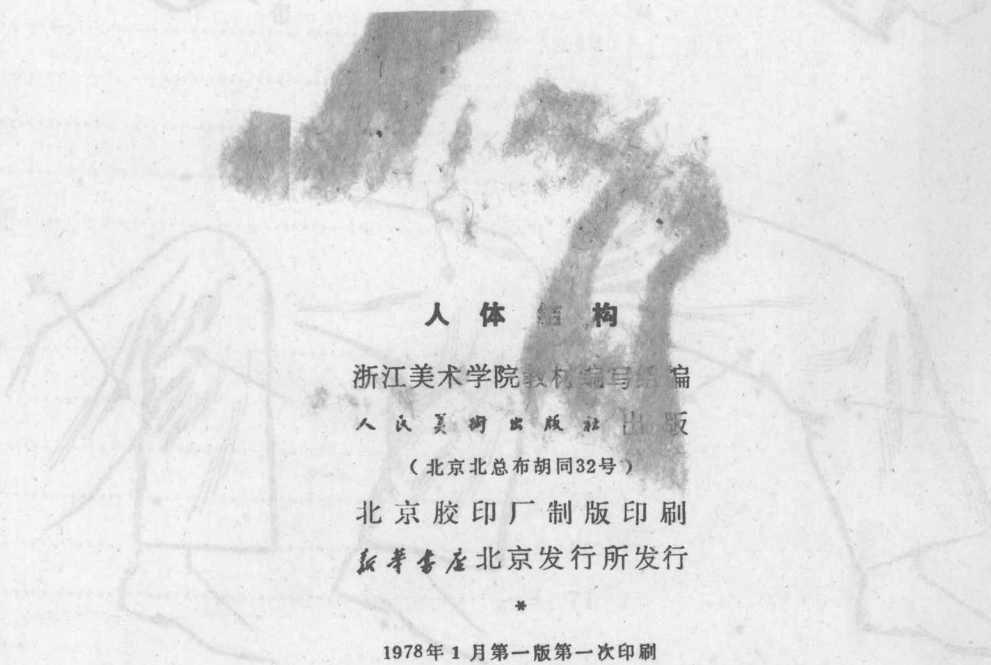 人体结构
浙江美术学院教材编写组编
人民美術出版社出版
(北京北总布胡同32号)
北京胶印厂制版印刷
新华書店北京发行所发行
*
1978年1月第一版第一次印刷